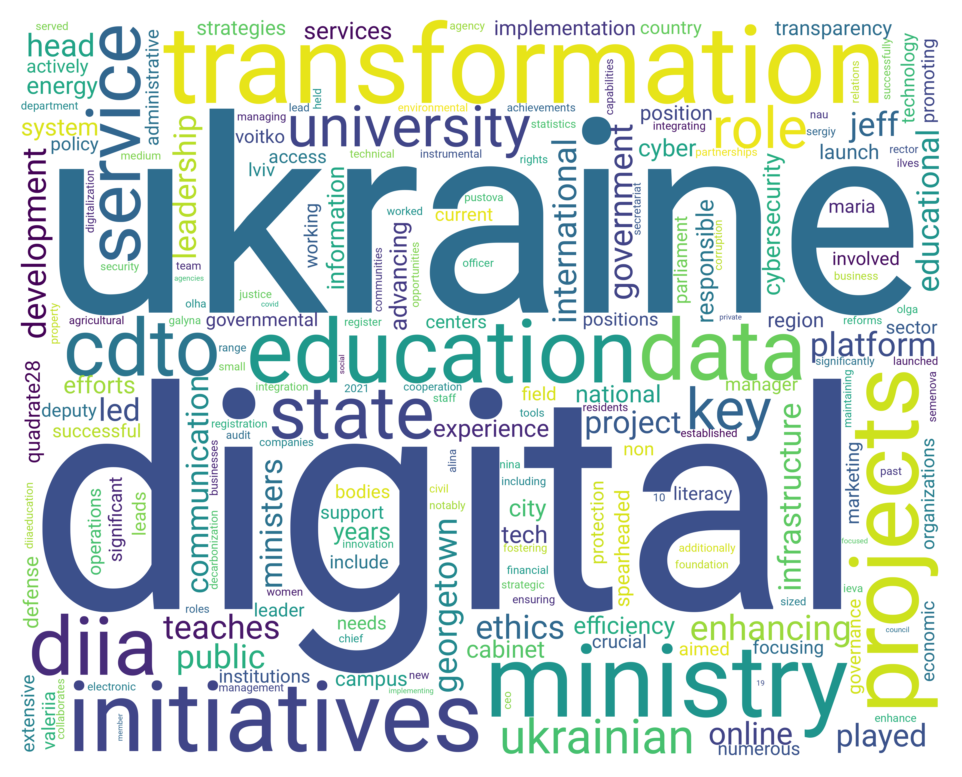 served
strategies
services
agency
implementation
country
transparency
head
actively
energy
service
administrative
transformation
relations
successfully
technology
promoting
department
system
policy
medium
managing
lead
held
environmental
achievements
capabilities
voitko
university
statistics
position
integrating
role
nau
sergiy
jeff
cyber
partnerships
launch
rector
ilves
development
digitalization
leadership
lviv
access
technical
instrumental
rights
ukraine
information
working
international
government
secretariat
cybersecurity
educational
maria
pustova
worked
current
communities
advancing
opportunities
officer
parliament
responsible
corruption
involved
business
security
team
agencies
justice
covid
olha
property
agricultural
galyna
governmental
register
centers
positions
private
region
reforms
olga
sector
cdto
range
small
education
social
data
platform
significantly
launched
quadrate28
efforts
deputy
led
successful
communication
integration
2021
cooperation
staff
field
national
manager
maintaining
semenova
registration
audit
state
companies
experience
tools
residents
project
established
key
businesses
digital
alina
nina
including
non
infrastructure
marketing
past
projects
organizations
diiaeducation
defense
operations
significant
leads
decarbonization
ministers
bodies
support
years
innovation
include
civil
notably
city
tech
fostering
financial
strategic
ensuring
protection
spearheaded
10
literacy
additionally
foundation
focused
ieva
sized
roles
leader
needs
chief
georgetown
diia
teaches
public
institutions
management
campus
new
implementing
ethics
efficiency
cabinet
crucial
enhancing
aimed
focusing
governance
council
economic
extensive
valeriia
collaborates
electronic
member
initiatives
women
ceo
ministry
19
ukrainian
online
numerous
enhance
played